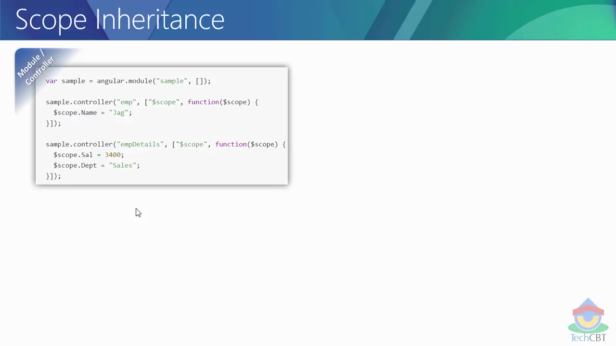 Scope Inheritance
Module /
Controller
var sample = angular.module("sample", []);
sample.controller("emp", ["$scope", function($scope) {
$scope.Name = "Jag";
}]);
sample.controller("empDetails", ["$scope", function($scope) {
$scope.Sal = 3400;
$scope.Dept = "Sales";
}]);
TechCBT